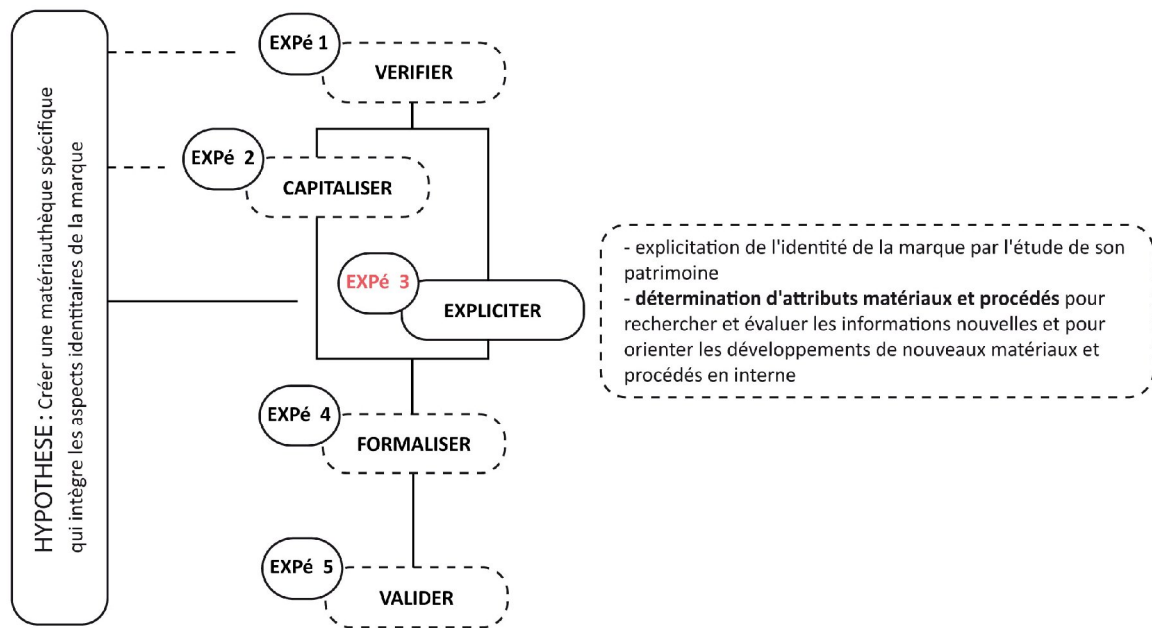 HYPOTHESE : Créer une matériauthèque spécifique
qui intègre les aspects identitaires de la marque
EXPé 1
VERIFIER
EXPé 2
CAPITALISER
EXPé 3
EXPLICITER
- explicitation de l'identité de la marque par l'étude de son
patrimoine
- détermination d'attributs matériaux et procédés pour
rechercher et évaluer les informations nouvelles et pour
orienter les développements de nouveaux matériaux et
procédés en interne
EXPé 4
FORMALISER
EXPé 5
VALIDER